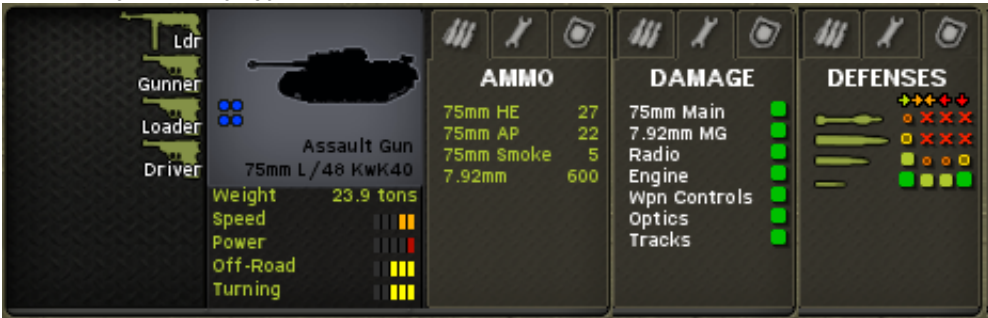 Ldr
Gunner
Loader
Driver
Assault Gun
75mm L/48 KwK40
Weight 23.9 tons
Speed
Power
Off-Road
Turning
AMMO
75mm HE 27
75mm AP 22
75mm Smoke 5
7.92mm 600
DAMAGE
75mm Main
7.92mm MG
Radio
Engine
Wpn Controls
Optics
Tracks
DEFENSES